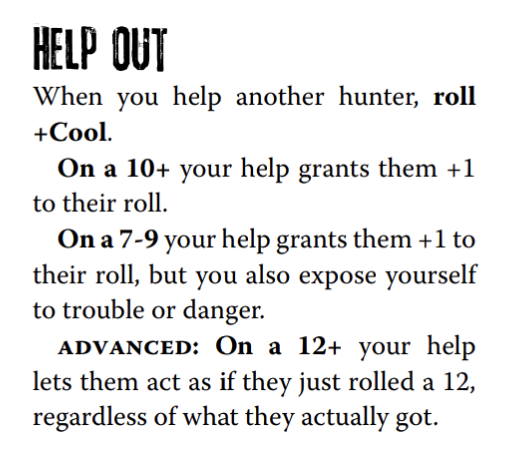 HELP OUT
When you help another hunter, roll
+Cool.
On a 10+ your help grants them +1
to their roll.
On a 7-9 your help grants them +1 to
their roll, but you also expose yourself
to trouble or danger.
ADVANCED: On a 12+ your help
lets them act as if they just rolled a 12,
regardless of what they actually got.